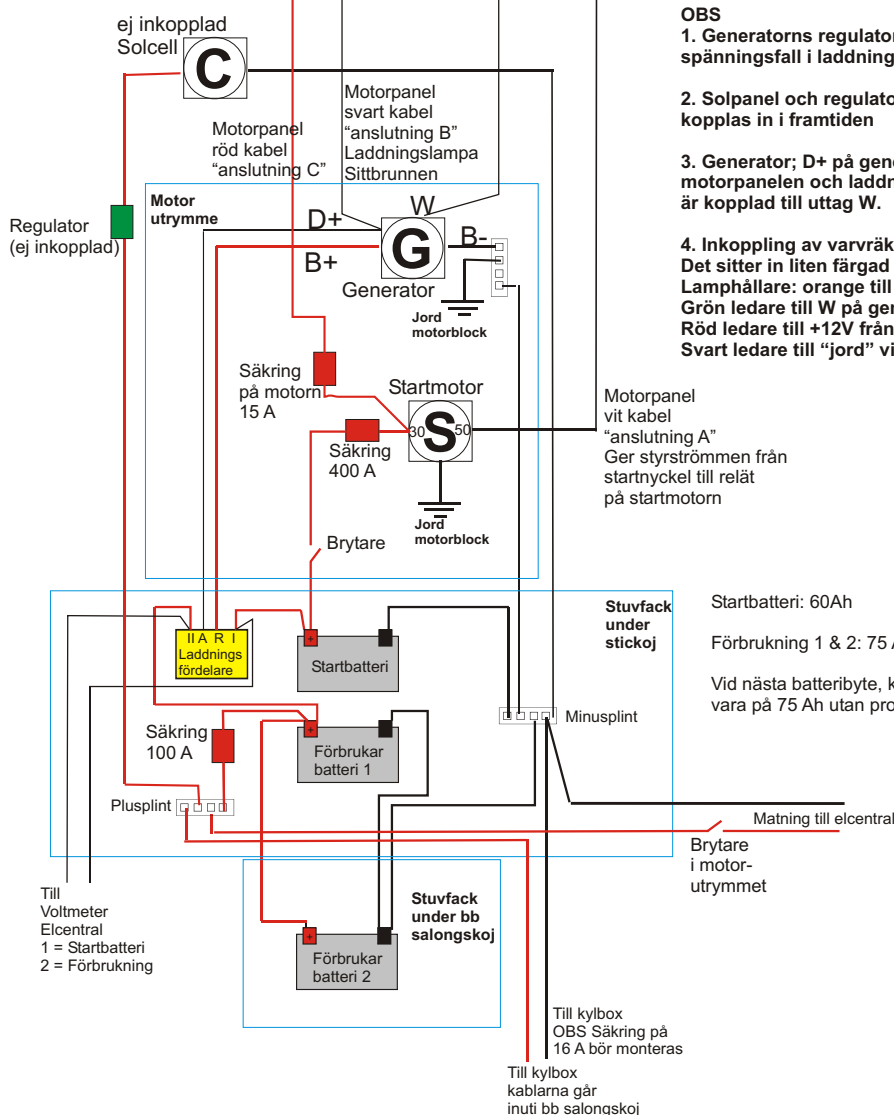 ej inkopplad
Solcell
C
OBS
1. Generatorns regulator
spänningsfall i laddning
2. Solpanel och regulato
kopplas in i framtiden
3. Generator; D+ på gene
motorpanelen och laddn
är kopplad till uttag W.
4. Inkoppling av varvräk
Det sitter in liten färgad
Lamphållare: orange till
Grön ledare till W på gen
Röd ledare till +12V från
Svart ledare till “jord” vi
Motorpanel
svart kabel
“anslutning B”
Laddningslampa
Sittbrunnen
Motorpanel
röd kabel
“anslutning C”
Regulator
(ej inkopplad)
Motor
utrymme
W
D+
G
B-
B+
Generator
Jord
motorblock
Säkring
på motorn
15 A
Startmotor
30 S 50
Säkring
400 A
Jord
motorblock
Motorpanel
vit kabel
“anslutning A”
Ger styrströmmen från
startnyckel till relät
på startmotorn
Brytare
Stuvfack
under
stickoj
Startbatteri: 60Ah
Förbrukning 1 & 2: 75 A
Vid nästa batteribyte, k
vara på 75 Ah utan pro
II A R I
Laddnings
fördelare
+
Startbatteri
Minusplint
Säkring
100 A
+
Förbrukar
batteri 1
Plusplint
Matning till elcentral
Brytare
i motor-
utrymmet
Till
Voltmeter
Elcentral
1 = Startbatteri
2 = Förbrukning
Stuvfack
under bb
salongskoj
+
Förbrukar
batteri 2
Till kylbox
OBS Säkring på
16 A bör monteras
Till kylbox
kablarna går
inuti bb salongskoj